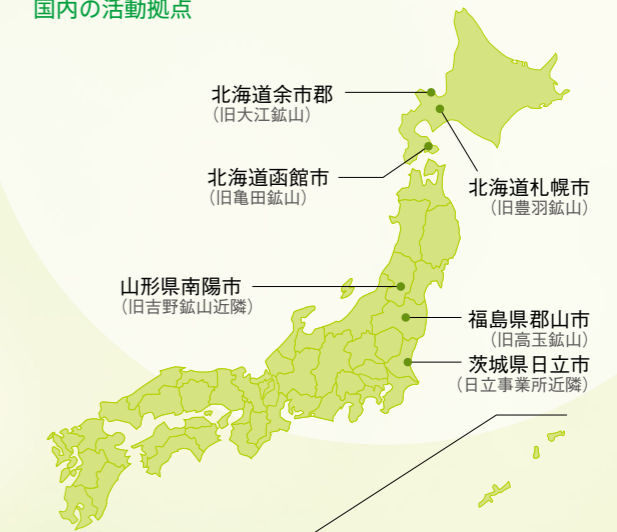 国内の活動拠点
北海道余市郡
（旧大江鉱山）
北海道函館市
（旧亀田鉱山）
北海道札幌市
（旧豊羽鉱山）
山形県南陽市
（旧吉野鉱山近隣）
福島県郡山市
（旧高玉鉱山）
茨城県日立市
（日立事業所近隣）